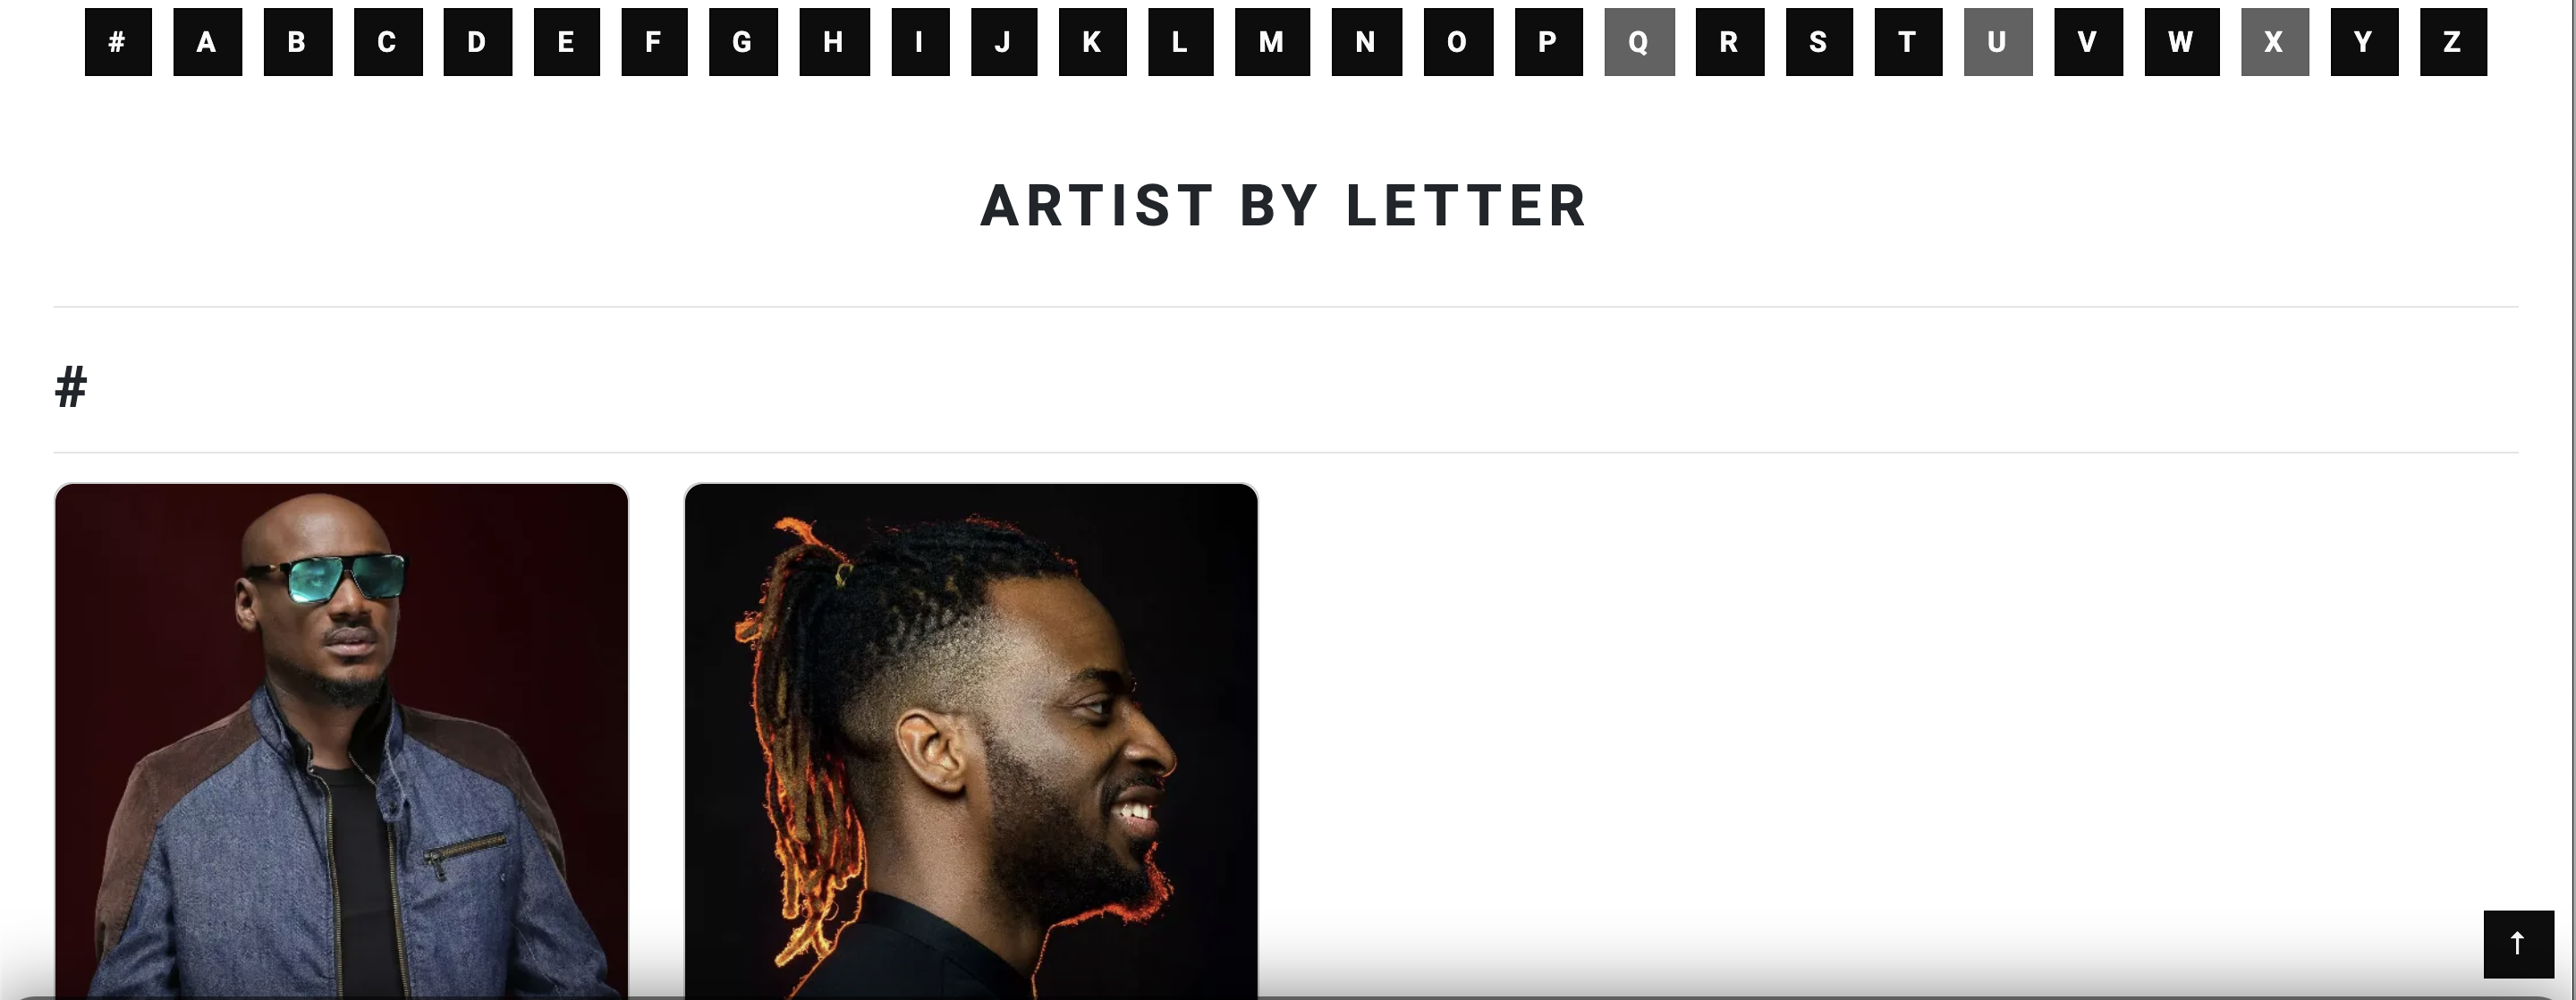 # A B C D E F G H I J K L M N O P Q R S T U V W X Y Z
ARTIST BY LETTER
#
↑